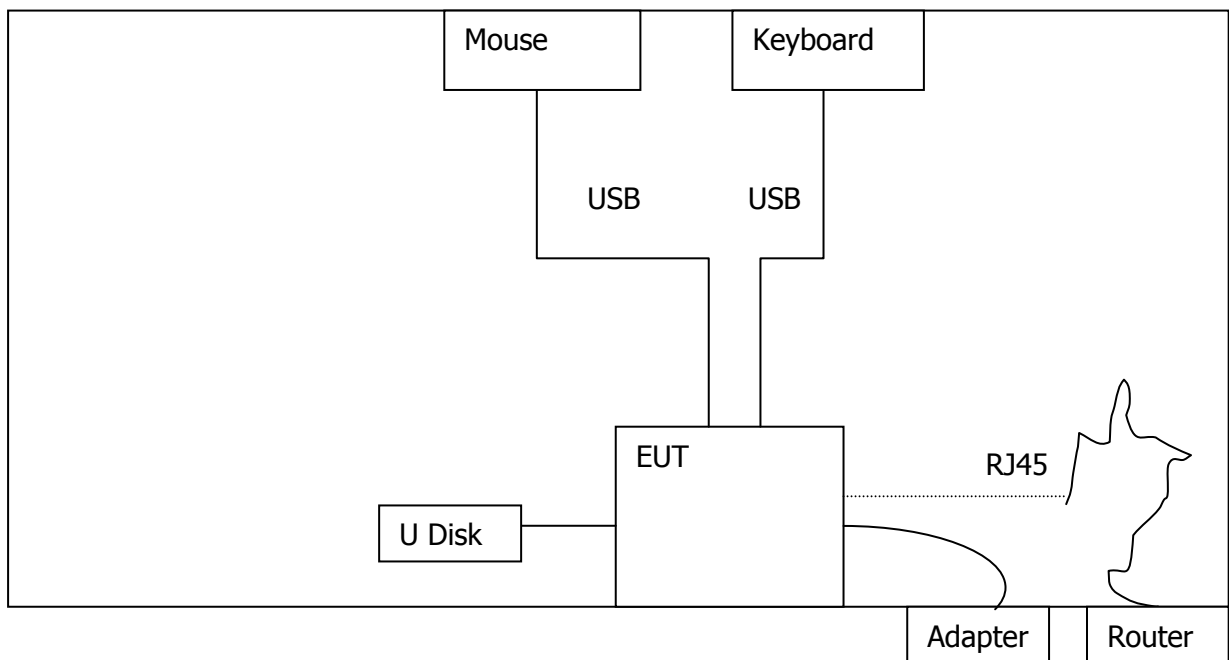 Mouse
Keyboard
USB
USB
EUT
RJ45
U Disk
Adapter
Router